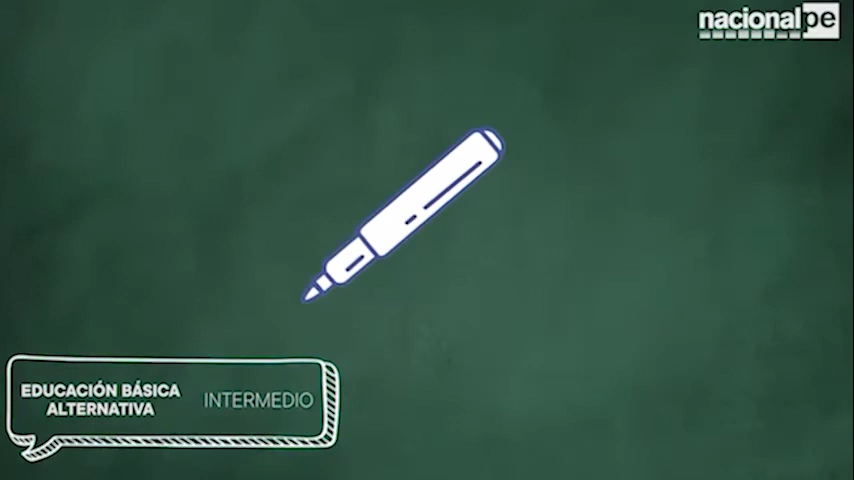 nacionalpe
EDUCACIÓN BÁSICA
ALTERNATIVA
INTERMEDIO